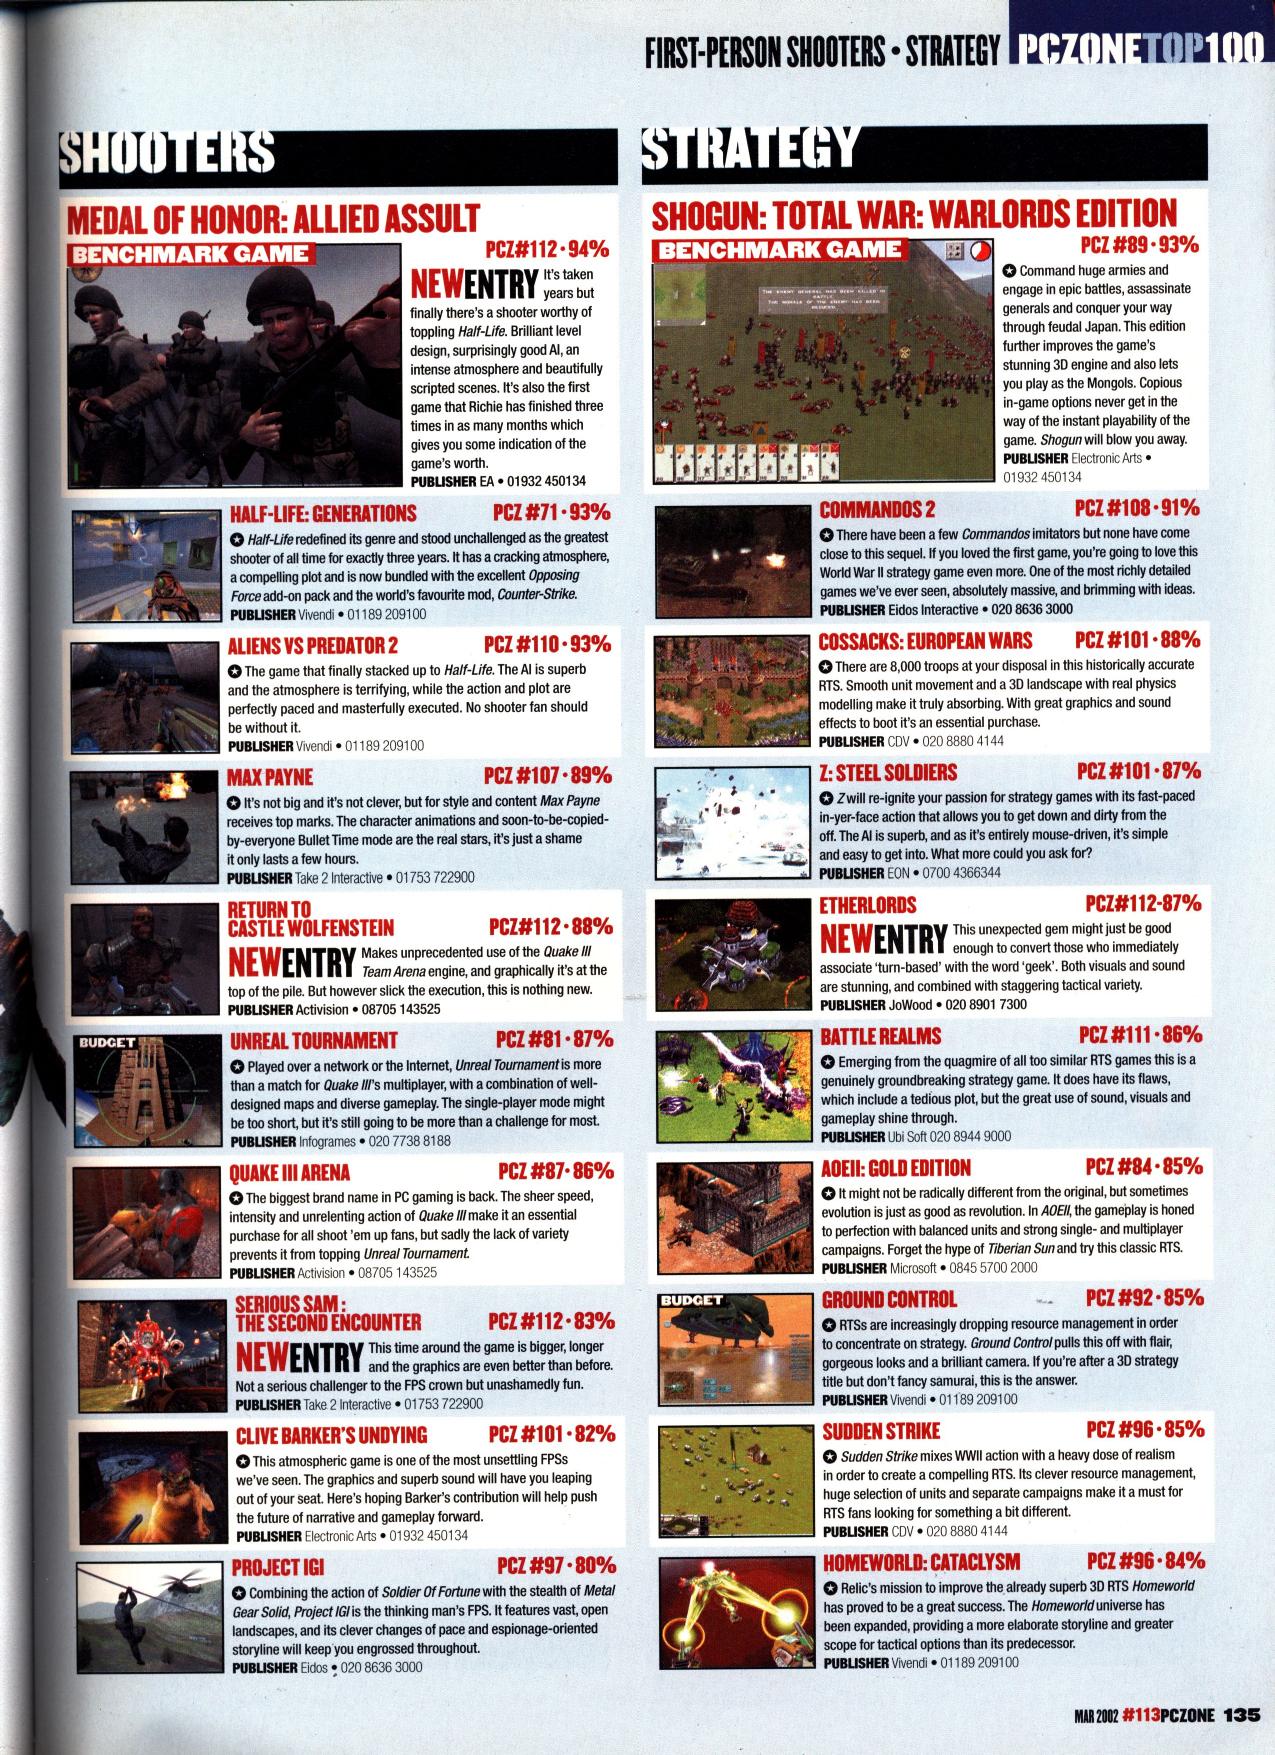 FIRST-PERSON SHOOTERS • STRATEGY PCZONETOP100
SHOOTERS
MEDAL OF HONOR: ALLIED ASSULT
BENCHMARK GAME
PCZ#112 • 94%
NEWENTRY It's taken
years but
finally there's a shooter worthy of
toppling Half-Life. Brilliant level
design, surprisingly good AI, an
intense atmosphere and beautifully
scripted scenes. It's also the first
game that Richie has finished three
times in as many months which
gives you some indication of the
game's worth.
PUBLISHER EA • 01932 450134
HALF-LIFE: GENERATIONS PCZ #71 • 93%
Half-Life redefined its genre and stood unchallenged as the greatest
shooter of all time for exactly three years. It has a cracking atmosphere,
a compelling plot and is now bundled with the excellent Opposing
Force add-on pack and the world's favourite mod, Counter-Strike.
PUBLISHER Vivendi • 01189 209100
ALIENS VS PREDATOR 2 PCZ #110 • 93%
The game that finally stacked up to Half-Life. The AI is superb
and the atmosphere is terrifying, while the action and plot are
perfectly paced and masterfully executed. No shooter fan should
be without it.
PUBLISHER Vivendi • 01189 209100
MAX PAYNE PCZ #107 • 89%
It's not big and it's not clever, but for style and content Max Payne
receives top marks. The character animations and soon-to-be-copied-
by-everyone Bullet Time mode are the real stars, it's just a shame
it only lasts a few hours.
PUBLISHER Take 2 Interactive • 01753 722900
RETURN TO
CASTLE WOLFENSTEIN PCZ#112 • 88%
NEWENTRY Makes unprecedented use of the Quake III
Team Arena engine, and graphically it's at the
top of the pile. But however slick the execution, this is nothing new.
PUBLISHER Activision • 08705 143525
BUDGET
UNREAL TOURNAMENT PCZ #81 • 87%
Played over a network or the Internet, Unreal Tournament is more
than a match for Quake III's multiplayer, with a combination of well-
designed maps and diverse gameplay. The single-player mode might
be too short, but it's still going to be more than a challenge for most.
PUBLISHER Infogrames • 020 7738 8188
QUAKE III ARENA PCZ #87 • 86%
The biggest brand name in PC gaming is back. The sheer speed,
intensity and unrelenting action of Quake III make it an essential
purchase for all shoot 'em up fans, but sadly the lack of variety
prevents it from topping Unreal Tournament.
PUBLISHER Activision • 08705 143525
SERIOUS SAM :
THE SECOND ENCOUNTER PCZ #112 • 83%
NEWENTRY This time around the game is bigger, longer
and the graphics are even better than before.
Not a serious challenger to the FPS crown but unashamedly fun.
PUBLISHER Take 2 Interactive • 01753 722900
CLIVE BARKER'S UNDYING PCZ #101 • 82%
This atmospheric game is one of the most unsettling FPSs
we've seen. The graphics and superb sound will have you leaping
out of your seat. Here's hoping Barker's contribution will help push
the future of narrative and gameplay forward.
PUBLISHER Electronic Arts • 01932 450134
PROJECT IGI PCZ #97 • 80%
Combining the action of Soldier Of Fortune with the stealth of Metal
Gear Solid, Project IGI is the thinking man's FPS. It features vast, open
landscapes, and its clever changes of pace and espionage-oriented
storyline will keep you engrossed throughout.
PUBLISHER Eidos • 020 8636 3000
STRATEGY
SHOGUN: TOTAL WAR: WARLORDS EDITION
BENCHMARK GAME
THE ENEMY GENERAL HAS BEEN KILLED IN
BATTLE
THE MORALE OF THE ENEMY HAS BEEN
REDUCED
PCZ #89 • 93%
Command huge armies and
engage in epic battles, assassinate
generals and conquer your way
through feudal Japan. This edition
further improves the game's
stunning 3D engine and also lets
you play as the Mongols. Copious
in-game options never get in the
way of the instant playability of the
game. Shogun will blow you away.
PUBLISHER Electronic Arts •
01932 450134
COMMANDOS 2 PCZ #108 • 91%
There have been a few Commandos imitators but none have come
close to this sequel. If you loved the first game, you're going to love this
World War II strategy game even more. One of the most richly detailed
games we've ever seen, absolutely massive, and brimming with ideas.
PUBLISHER Eidos Interactive • 020 8636 3000
COSSACKS: EUROPEAN WARS PCZ #101 • 88%
There are 8,000 troops at your disposal in this historically accurate
RTS. Smooth unit movement and a 3D landscape with real physics
modelling make it truly absorbing. With great graphics and sound
effects to boot it's an essential purchase.
PUBLISHER CDV • 020 8880 4144
Z: STEEL SOLDIERS PCZ #101 • 87%
Z will re-ignite your passion for strategy games with its fast-paced
in-yer-face action that allows you to get down and dirty from the
off. The AI is superb, and as it's entirely mouse-driven, it's simple
and easy to get into. What more could you ask for?
PUBLISHER EON • 0700 4366344
ETHERLORDS PCZ#112-87%
NEWENTRY This unexpected gem might just be good
enough to convert those who immediately
associate 'turn-based' with the word 'geek'. Both visuals and sound
are stunning, and combined with staggering tactical variety.
PUBLISHER JoWood • 020 8901 7300
BATTLE REALMS PCZ #111 • 86%
Emerging from the quagmire of all too similar RTS games this is a
genuinely groundbreaking strategy game. It does have its flaws,
which include a tedious plot, but the great use of sound, visuals and
gameplay shine through.
PUBLISHER Ubi Soft 020 8944 9000
AOEII: GOLD EDITION PCZ #84 • 85%
It might not be radically different from the original, but sometimes
evolution is just as good as revolution. In AOEII, the gameplay is honed
to perfection with balanced units and strong single- and multiplayer
campaigns. Forget the hype of Tiberian Sun and try this classic RTS.
PUBLISHER Microsoft • 0845 5700 2000
BUDGET
GROUND CONTROL PCZ #92 • 85%
RTSs are increasingly dropping resource management in order
to concentrate on strategy. Ground Control pulls this off with flair,
gorgeous looks and a brilliant camera. If you're after a 3D strategy
title but don't fancy samurai, this is the answer.
PUBLISHER Vivendi • 01189 209100
SUDDEN STRIKE PCZ #96 • 85%
Sudden Strike mixes WWII action with a heavy dose of realism
in order to create a compelling RTS. Its clever resource management,
huge selection of units and separate campaigns make it a must for
RTS fans looking for something a bit different.
PUBLISHER CDV • 020 8880 4144
HOMEWORLD: CATACLYSM PCZ #96 • 84%
Relic's mission to improve the already superb 3D RTS Homeworld
has proved to be a great success. The Homeworld universe has
been expanded, providing a more elaborate storyline and greater
scope for tactical options than its predecessor.
PUBLISHER Vivendi • 01189 209100
MAR 2002 #113PCZONE 135